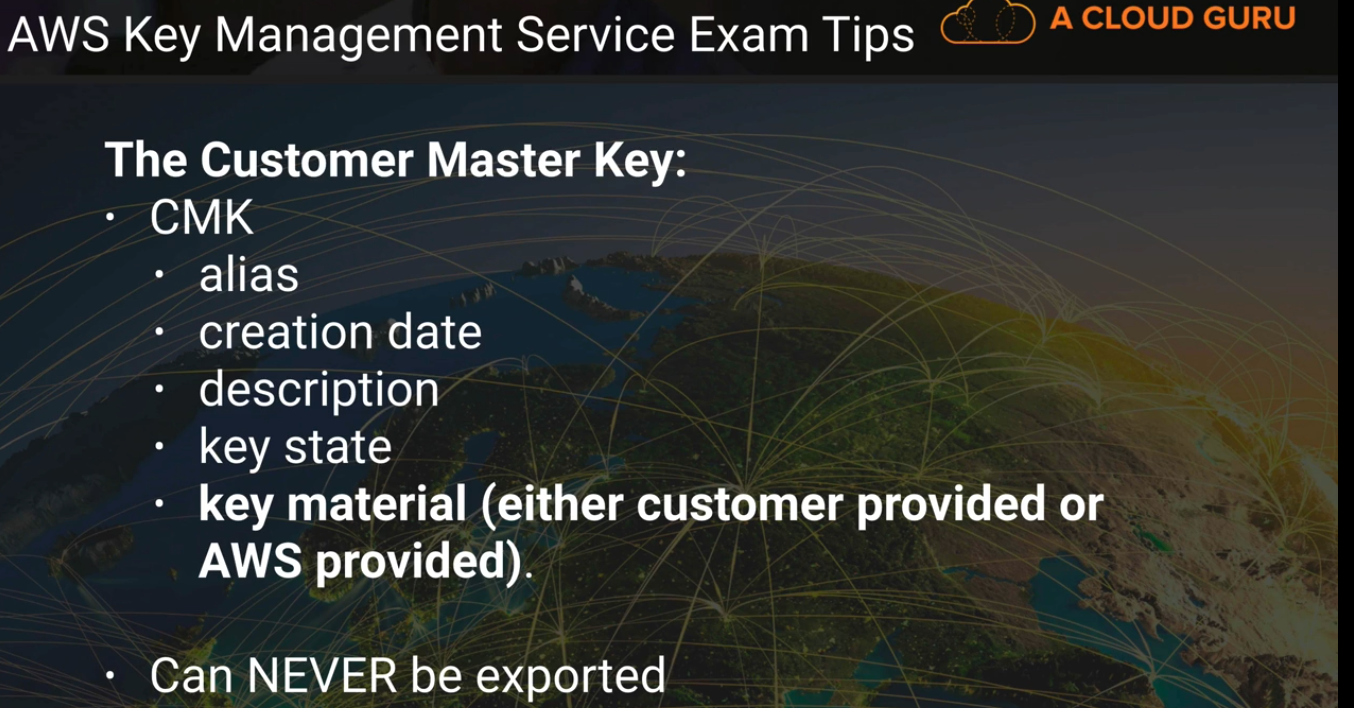 AWS Key Management Service Exam Tips
A CLOUD GURU
The Customer Master Key:
• CMK
• alias
• creation date
• description
• key state
• key material (either customer provided or
AWS provided).
• Can NEVER be exported